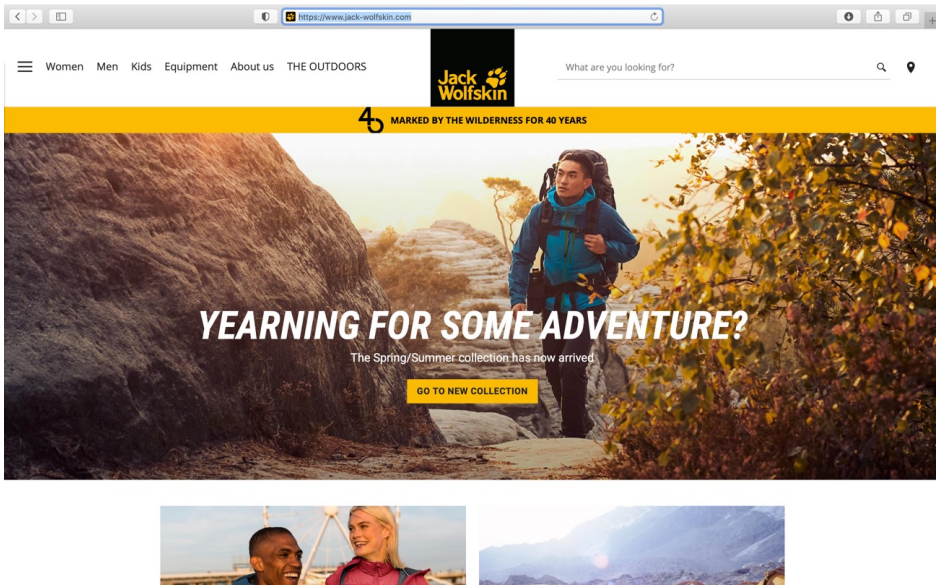 https://www.jack-wolfskin.com
Women Men Kids Equipment About us THE OUTDOORS
Jack
Wolfskin
What are you looking for?
40 MARKED BY THE WILDERNESS FOR 40 YEARS
YEARNING FOR SOME ADVENTURE?
The Spring/Summer collection has now arrived
GO TO NEW COLLECTION